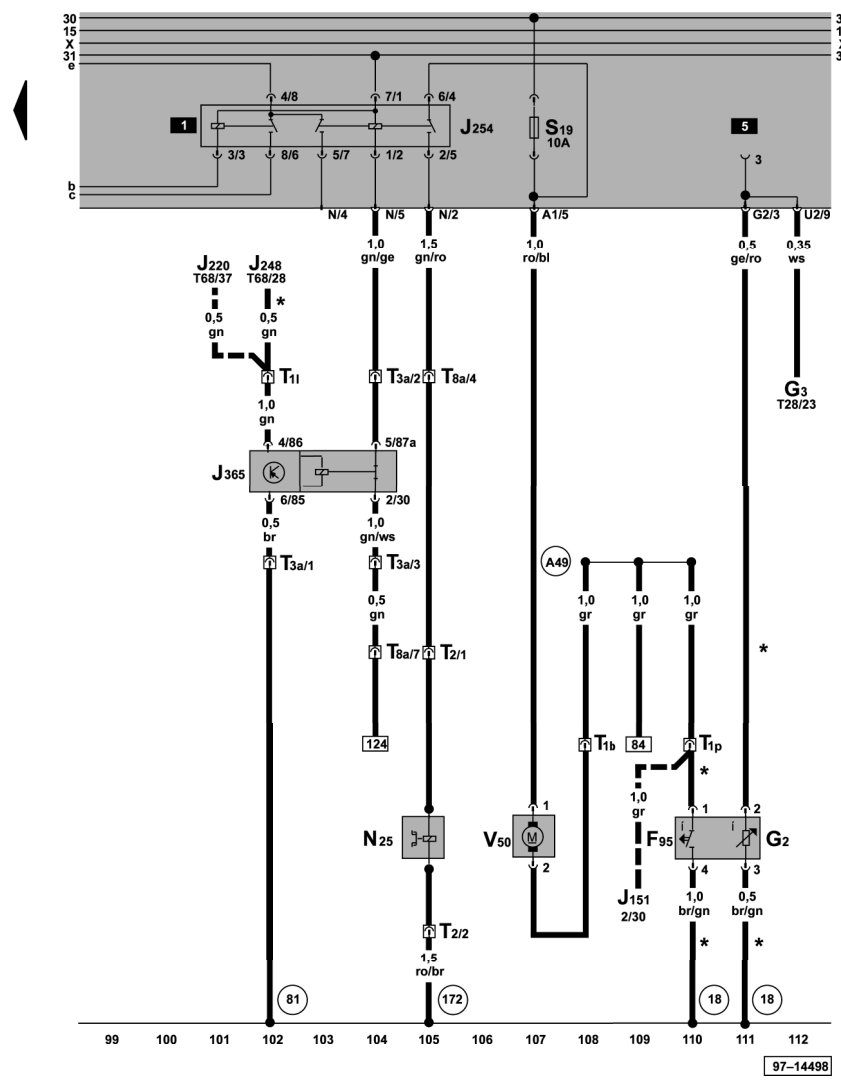 30 3
15
X
31 3
e
4/8 7/1 6/4
1 J254 S19 10A 5
3/3 8/6 5/7 1/2 2/5 3
b
c
N/4 N/5 N/2 A1/5 G2/3 U2/9
1,0 1,5 1,0 0,5 0,35
gn/ge gn/ro ro/bl ge/ro ws
J220 J248
T68/37 T68/28
*
0,5 0,5
gn gn
T1l T3a/2 T8a/4
G3
T28/23
1,0
gn
4/86 5/87a
J365
6/85 2/30
0,5 1,0
br gn/ws
T3a/1 T3a/3 A49
0,5 1,0 1,0 1,0
gn gr gr gr
T8a/7 T2/1 *
124 T1b 84 T1p
*
1,0
gr
1 1 2
N25 V50 M F95 G2
2 4 3
J151
2/30
1,0 0,5
br/gn br/gn
T2/2 * *
1,5
ro/br
81 172 18 18
99 100 101 102 103 104 105 106 107 108 109 110 111 112
97–14498